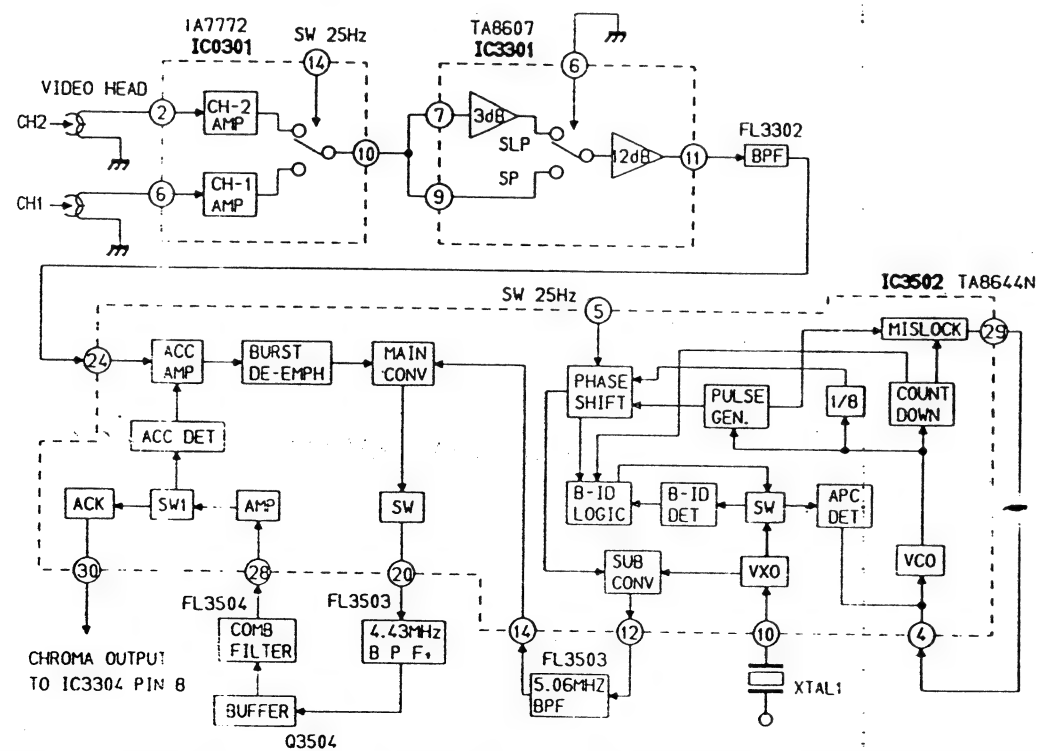 1A7772
IC0301
SW 25Hz
14
TA8607
IC3301
6
VIDEO HEAD
CH2
2
CH-2
AMP
10
7
3dB
SLP
12dB
11
FL3302
BPF
CH1
6
CH-1
AMP
9
SP
SW 25Hz
5
IC3502 TA8644N
24
ACC
AMP
BURST
DE-EMPH
MAIN
CONV
PHASE
SHIFT
PULSE
GEN.
1/8
COUNT
DOWN
MISLOCK
29
ACC DET
ACK
SW1
AMP
SW
B-ID
LOGIC
B-ID
DET
SW
APC
DET
SUB
CONV
VXO
VCO
30
28
20
14
12
10
4
FL3504
COMB
FILTER
FL3503
4.43MHz
B P F.
FL3503
5.06MHZ
BPF
XTAL1
CHROMA OUTPUT
TO IC3304 PIN 8
BUFFER
Q3504